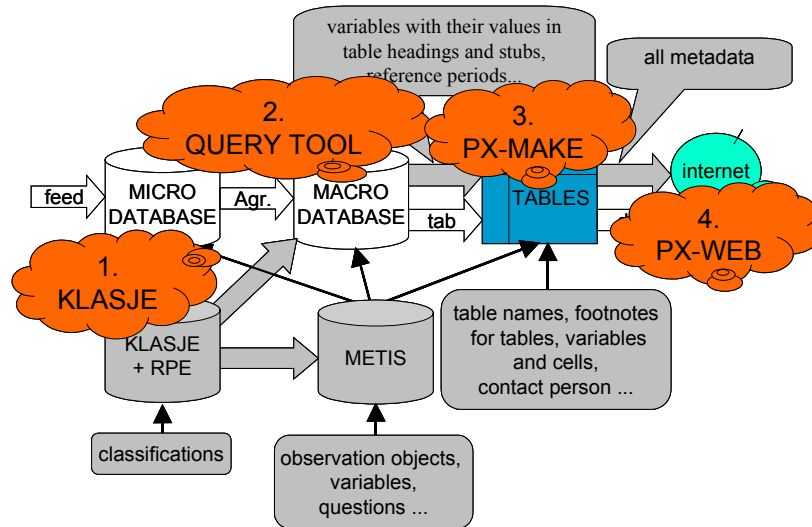 variables with their values in
table headings and stubs,
reference periods...
all metadata
2.
QUERY TOOL
3.
PX-MAKE
feed
MICRO
DATABASE
Agr.
MACRO
DATABASE
tab
TABLES
internet
4.
PX-WEB
1.
KLASJE
KLASJE
+ RPE
METIS
table names, footnotes
for tables, variables
and cells,
contact person ...
classifications
observation objects,
variables,
questions ...